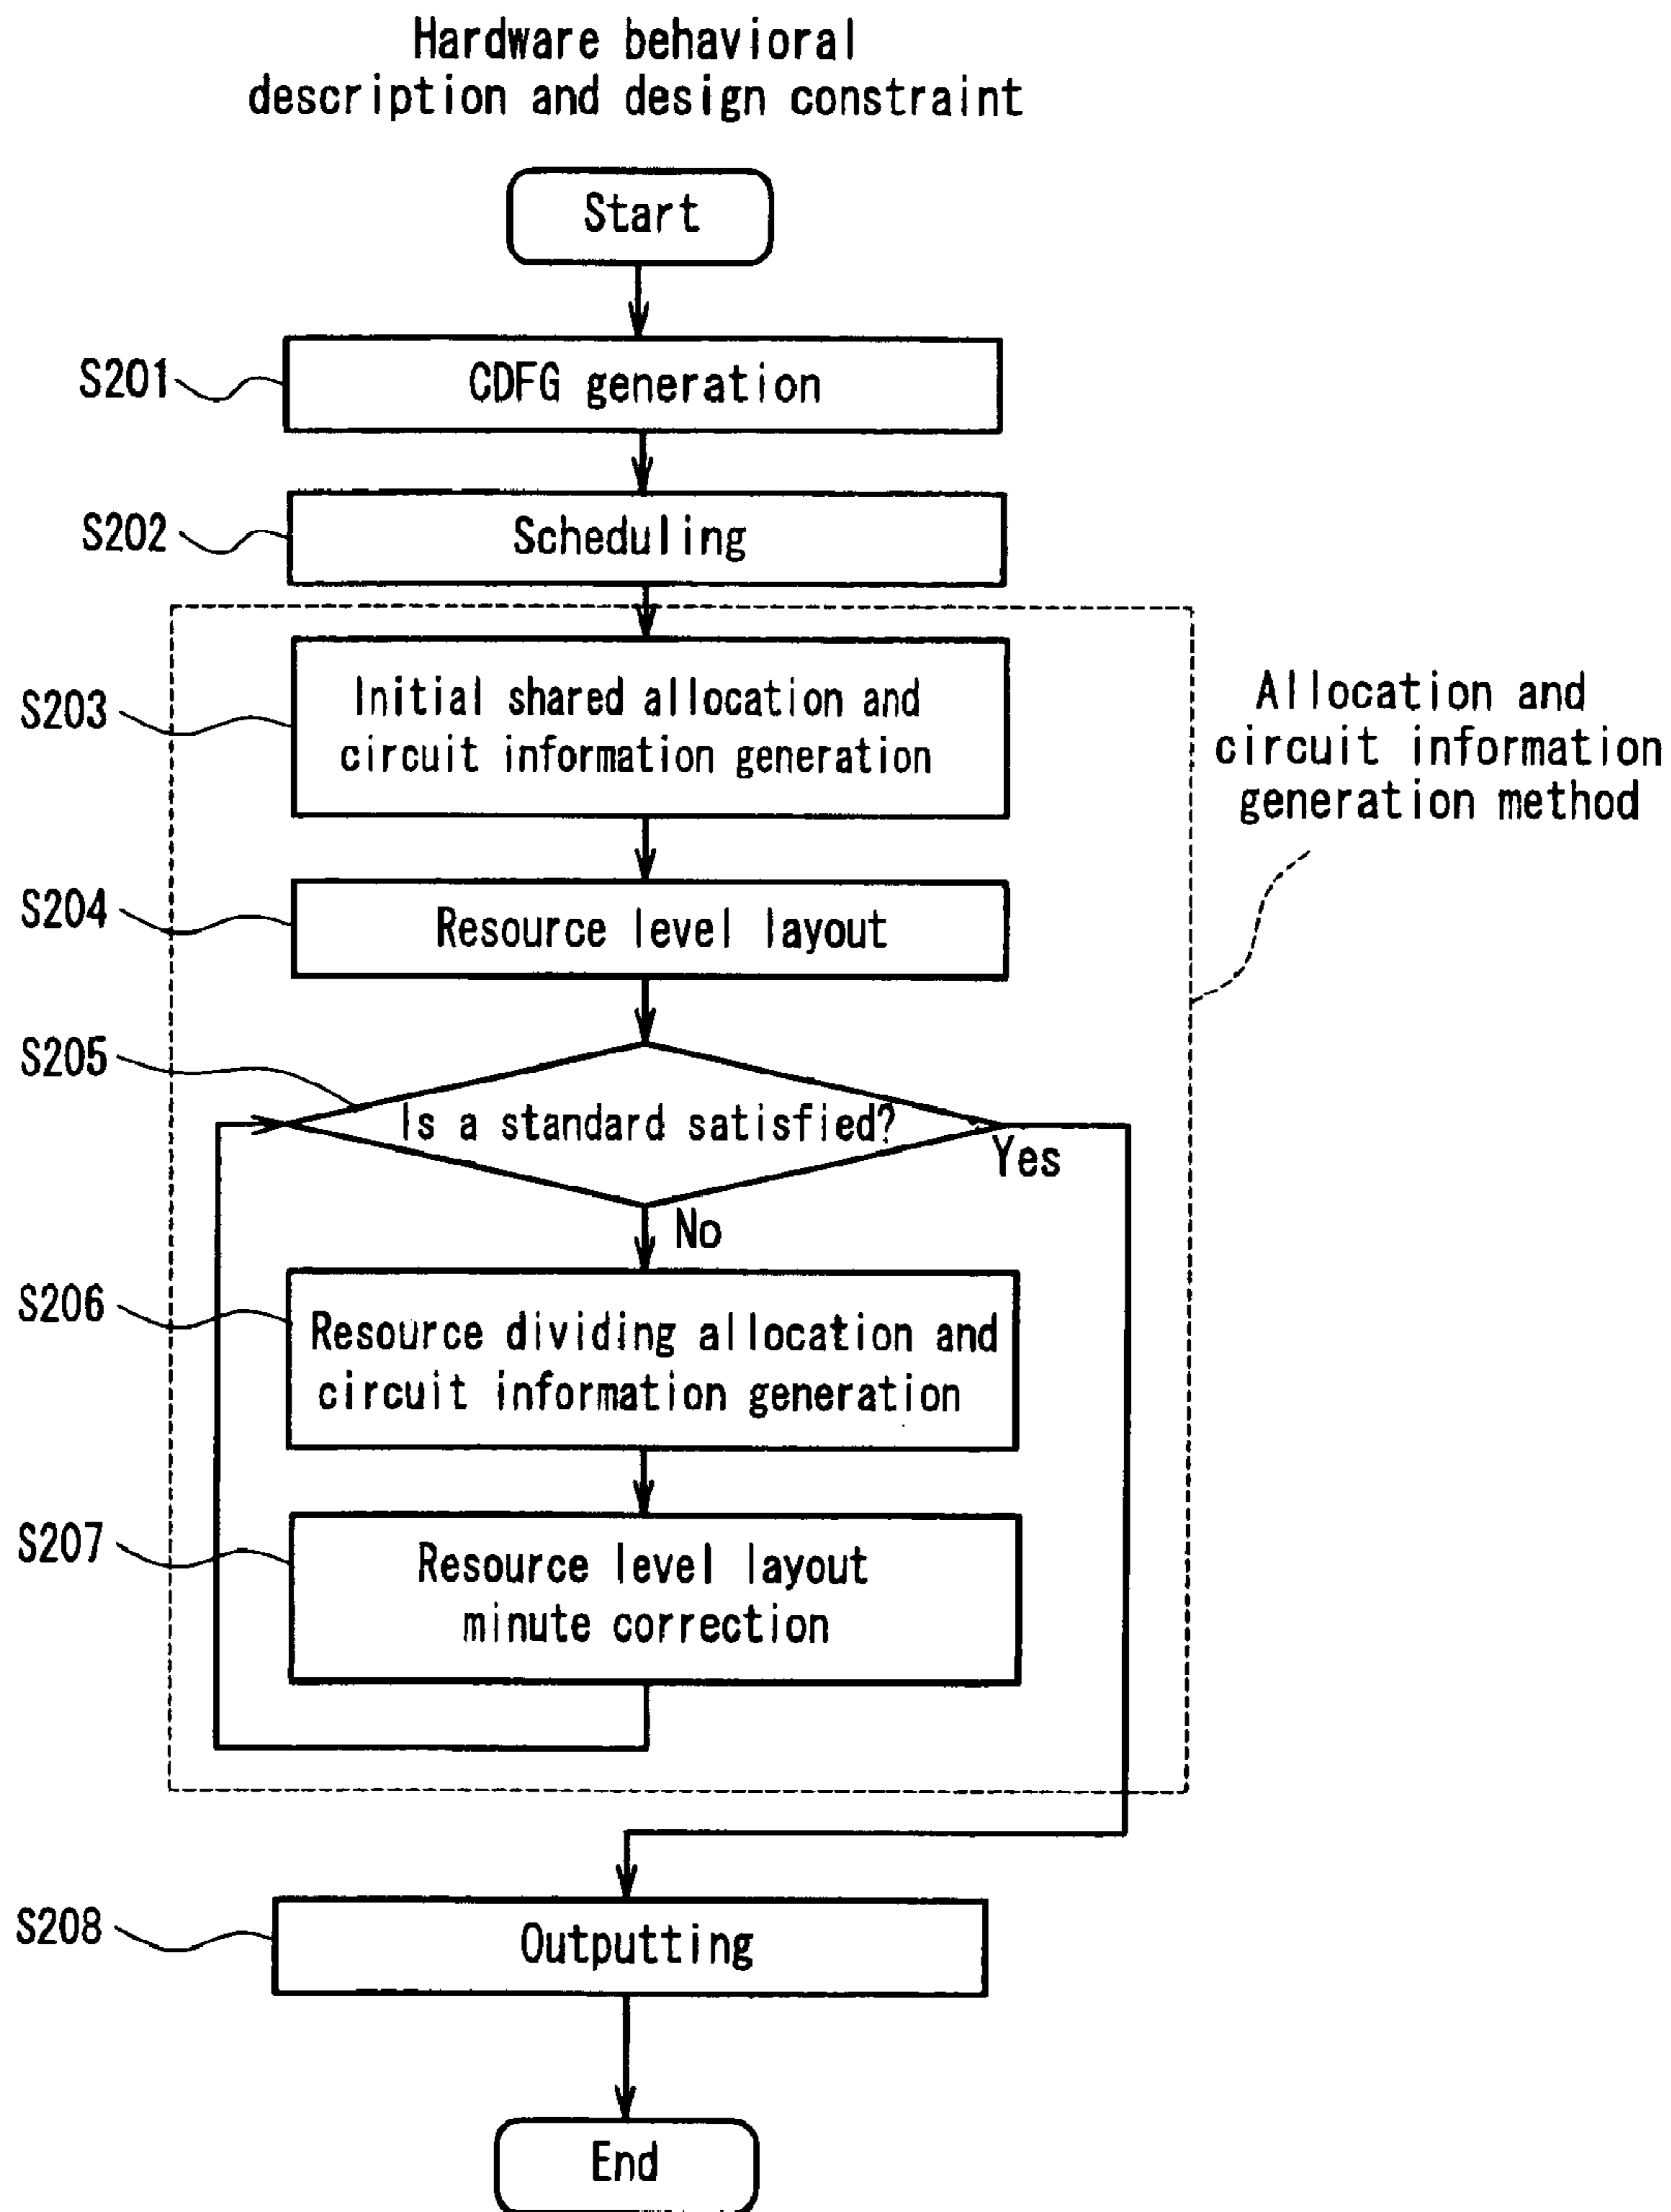 Hardware behavioral
description and design constraint
Start
S201
CDFG generation
S202
Scheduling
S203
Initial shared allocation and
circuit information generation
Allocation and
circuit information
generation method
S204
Resource level layout
S205
Is a standard satisfied?
Yes
No
S206
Resource dividing allocation and
circuit information generation
S207
Resource level layout
minute correction
S208
Outputting
End